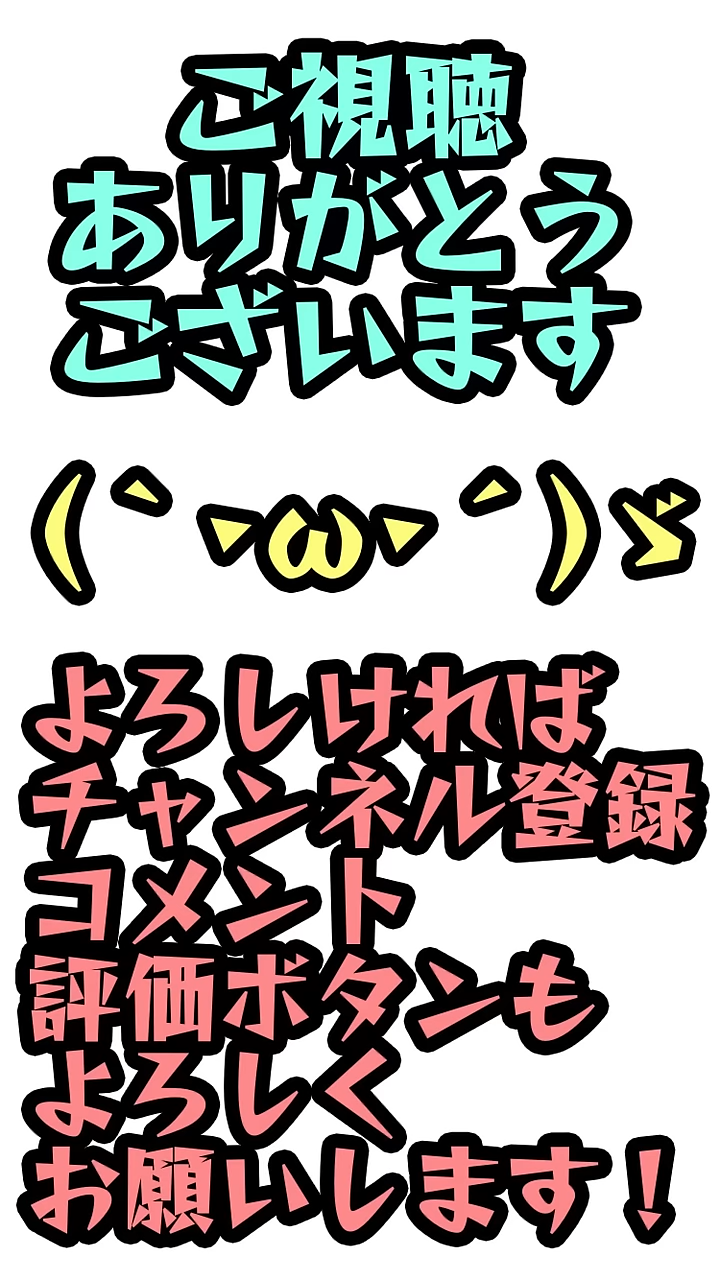 ご視聴
ありがとう
ございます
(｀・ω・´)ゞ
よろしければ
チャンネル登録
コメント
評価ボタンも
よろしく
お願いします！